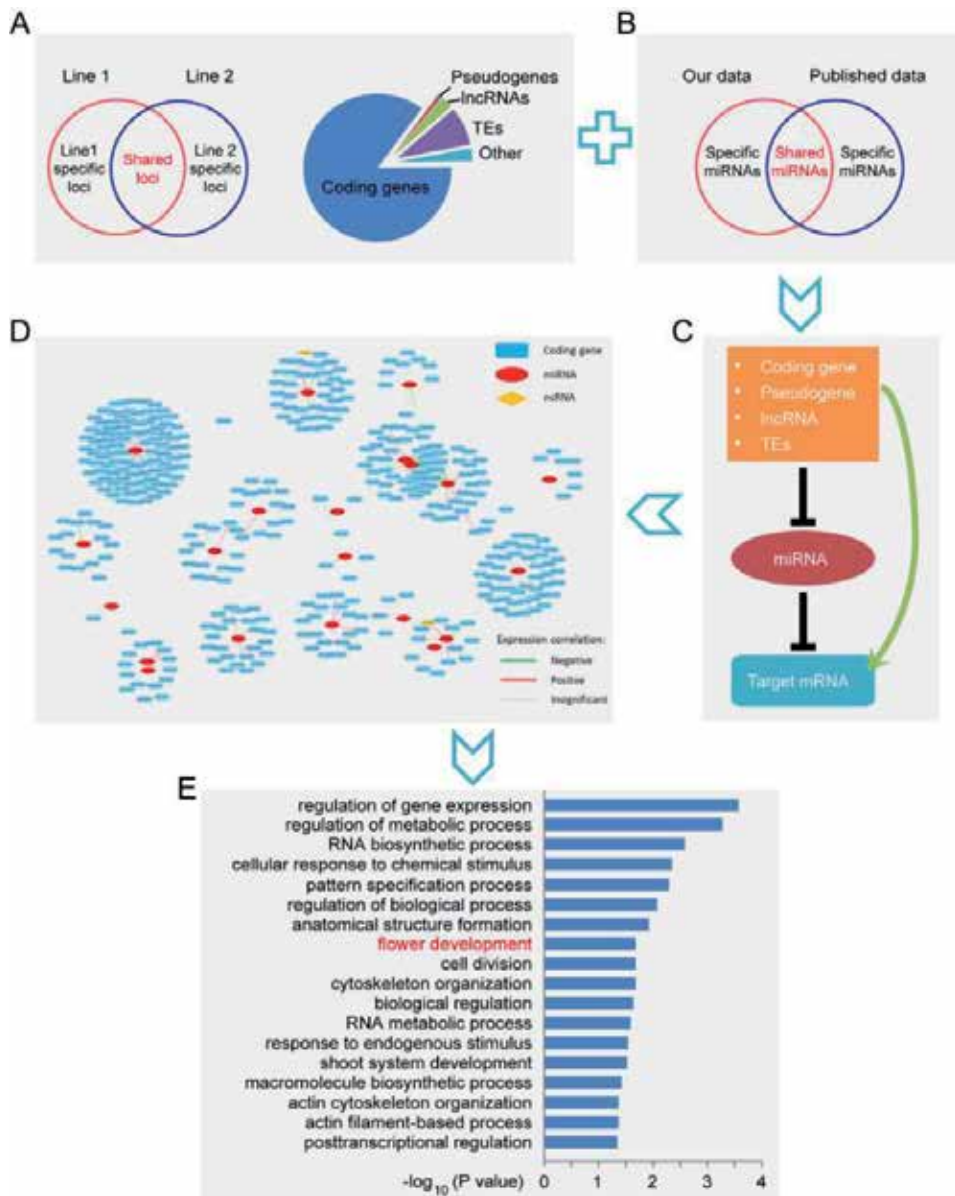 A
Line 1
Line 2
Line1
specific
loci
Shared
loci
Line 2
specific
loci
Pseudogenes
lncRNAs
TEs
Other
Coding genes
B
Our data
Published data
Specific
miRNAs
Shared
miRNAs
Specific
miRNAs
D
Coding gene
miRNA
ncRNA
Expression correlation:
Negative
Positive
Insignificant
C
• Coding gene
• Pseudogene
• lncRNA
• TEs
miRNA
Target mRNA
E
regulation of gene expression
regulation of metabolic process
RNA biosynthetic process
cellular response to chemical stimulus
pattern specification process
regulation of biological process
anatomical structure formation
flower development
cell division
cytoskeleton organization
biological regulation
RNA metabolic process
response to endogenous stimulus
shoot system development
macromolecule biosynthetic process
actin cytoskeleton organization
actin filament-based process
posttranscriptional regulation
-log10 (P value) 0 1 2 3 4